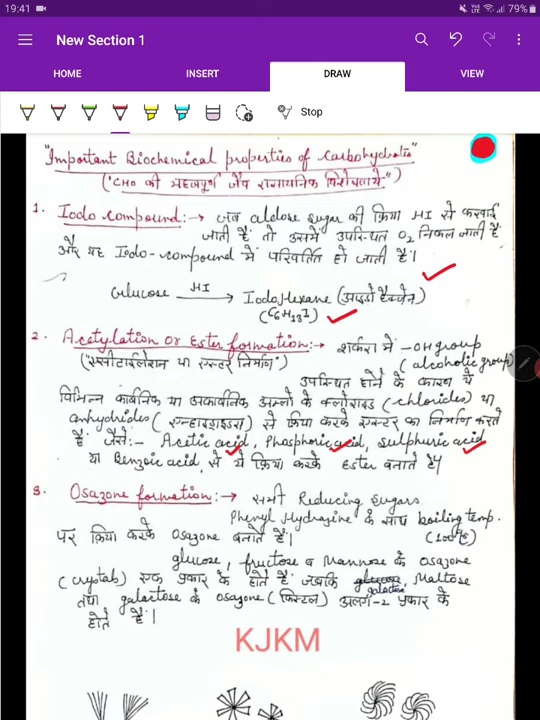 19:41
79%
New Section 1
HOME INSERT DRAW VIEW
Stop
"Important Biochemical properties of Carbohydrates"
("CHO की महत्वपूर्ण जैव रासायनिक विशेषतायें")
1. Iodo compound:→ जब aldose sugar की क्रिया HI से करवाई
जाती हैं तो उसमें उपस्थित O2 निकल जाती हैं
और यह Iodo-compound में परिवर्तित हो जाती हैं।
Glucose HI → Iodo Hexane (आइडो हैक्जेन)
(C6H13I)
2. Acetylation or Ester formation:→ शर्करा में -OH group
("एसीटाईलेशन या एस्टर निर्माण") (alcoholic group)
उपस्थित होने के कारण ये
विभिन्न कार्बनिक या अकार्बनिक अम्लों के क्लोराइड (chlorides) या
anhydrides (एन्हाइड्राइडस) से क्रिया करके एस्टर का निर्माण करते
हैं जैसे:- Acetic acid, Phosphoric acid, Sulphuric acid
या Benzoic acid, से ये क्रिया करके Ester बनाते हैं।
3. Osazone formation:→ सभी Reducing Sugars
Phenyl Hydrazine के साथ boiling temp.
पर क्रिया करके Osazone बनाते हैं। (100°C)
glucose, fructose व Mannose के Osazone
(crystals) एक प्रकार के होते हैं जबकि Maltose
galactose
तथा galactose के Osazone (क्रिस्टल) अलग-2 प्रकार के
होते हैं।
KJKM